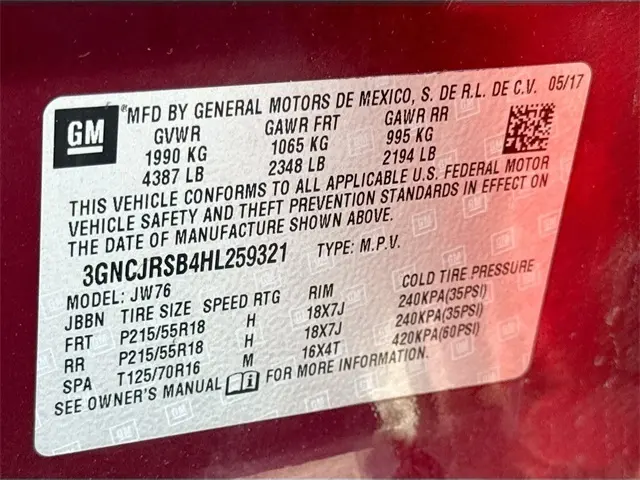 GM
®MFD BY GENERAL MOTORS DE MEXICO, S. DE R.L. DE C.V. 05/17
GVWR GAWR FRT GAWR RR
1990 KG 1065 KG 995 KG
4387 LB 2348 LB 2194 LB
THIS VEHICLE CONFORMS TO ALL APPLICABLE U.S. FEDERAL MOTOR
VEHICLE SAFETY AND THEFT PREVENTION STANDARDS IN EFFECT ON
THE DATE OF MANUFACTURE SHOWN ABOVE.
3GNCJRSB4HL259321 TYPE: M.P.V.
MODEL: JW76
JBBN TIRE SIZE SPEED RTG RIM COLD TIRE PRESSURE
FRT P215/55R18 H 18X7J 240KPA(35PSI)
RR P215/55R18 H 18X7J 240KPA(35PSI)
SPA T125/70R16 M 16X4T 420KPA(60PSI)
SEE OWNER'S MANUAL FOR MORE INFORMATION.